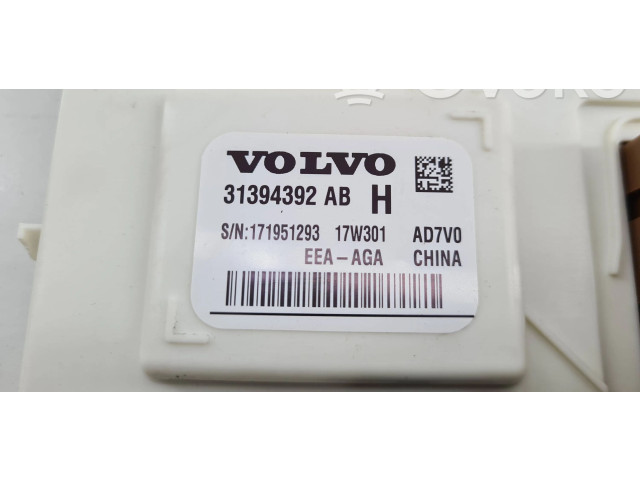 VOLVO
31394392 AB H
S/N:171951293 17W301 AD7V0
EEA-AGA CHINA